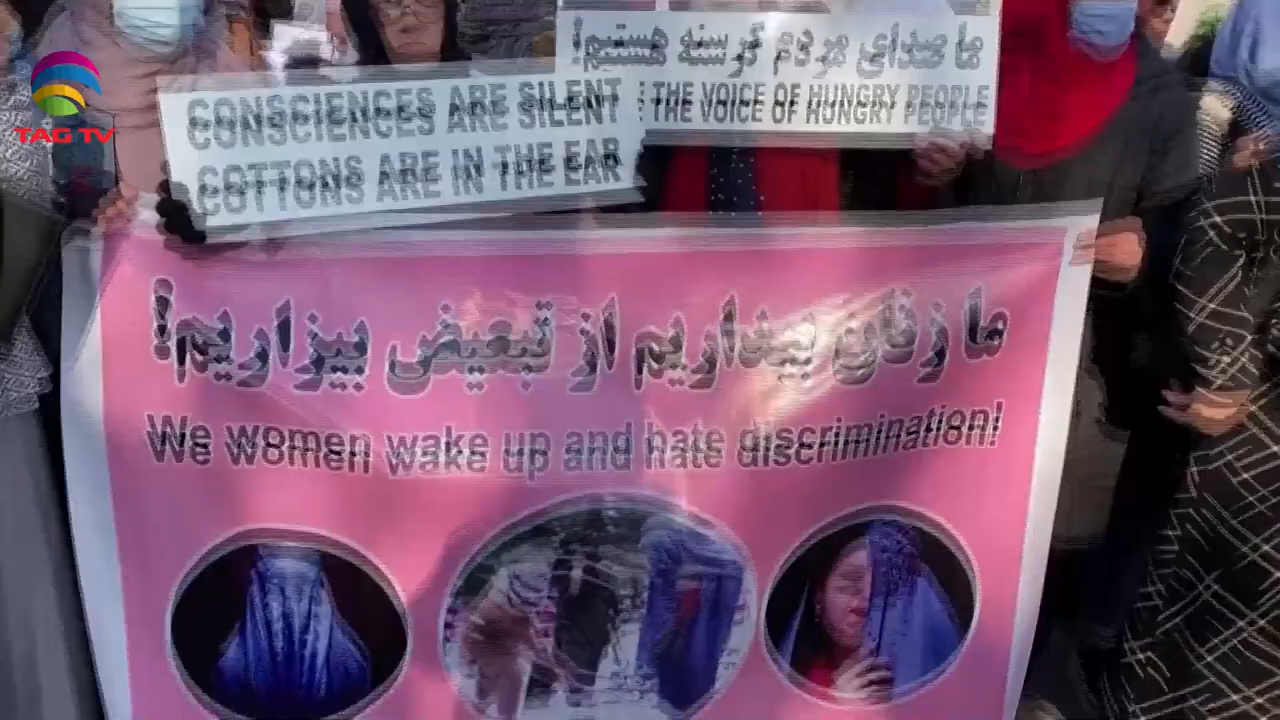 TAG TV
CONSCIENCES ARE SILENT
COTTONS ARE IN THE EAR
ما صدای مردم گرسنه هستیم!
THE VOICE OF HUNGRY PEOPLE
ما زنان بیداریم از تبعیض بیزاریم!
We women wake up and hate discrimination!